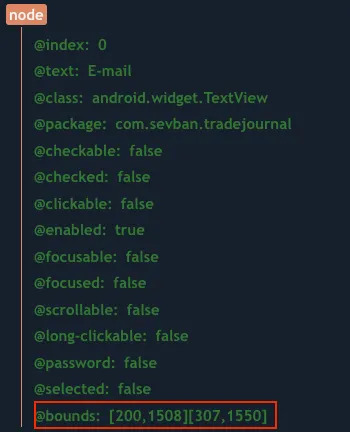 node
@index: 0
@text: E-mail
@class: android.widget.TextView
@package: com.sevban.tradejournal
@checkable: false
@checked: false
@clickable: false
@enabled: true
@focusable: false
@focused: false
@scrollable: false
@long-clickable: false
@password: false
@selected: false
@bounds: [200,1508][307,1550]